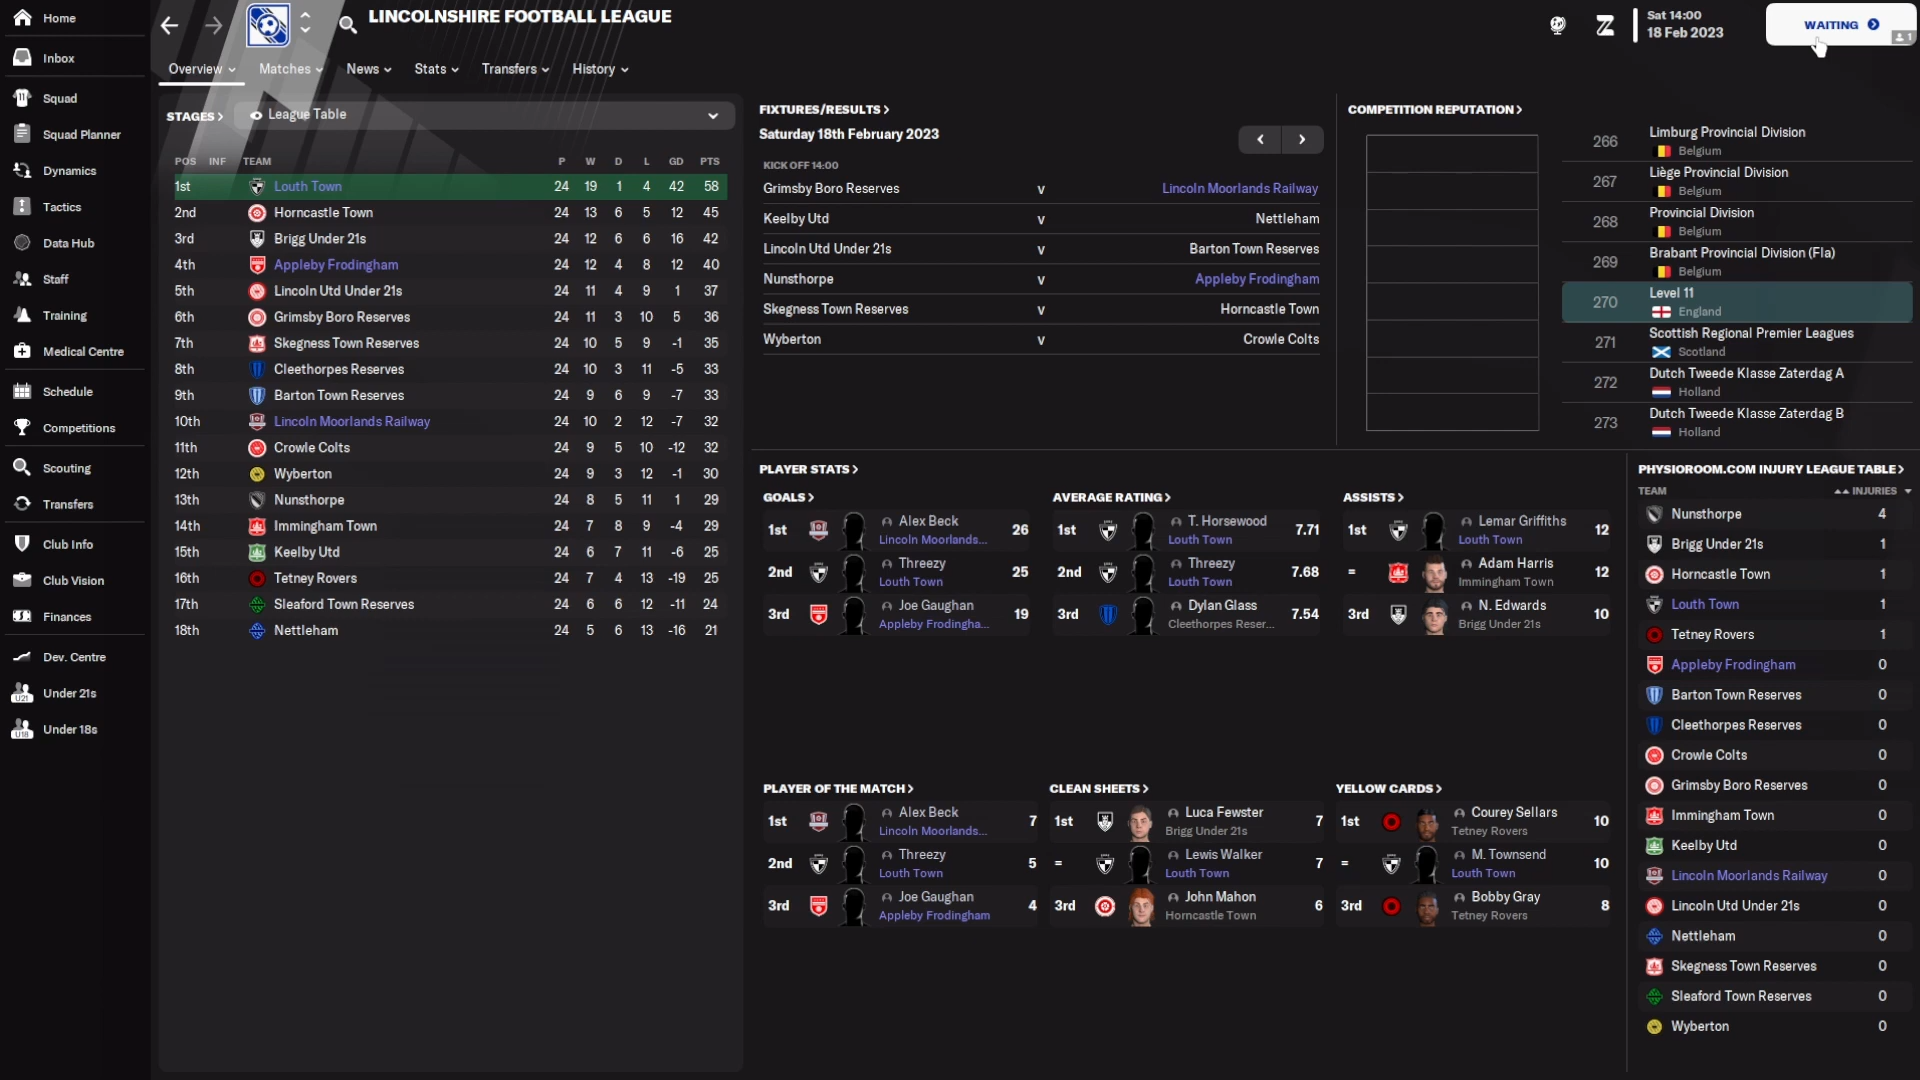 Home
Inbox
Squad
Squad Planner
Dynamics
Tactics
Data Hub
Staff
Training
Medical Centre
Schedule
Competitions
Scouting
Transfers
Club Info
Club Vision
Finances
Dev. Centre
Under 21s
Under 18s
LINCOLNSHIRE FOOTBALL LEAGUE
Sat 14:00
18 Feb 2023
WAITING
1
Overview Matches News Stats Transfers History
STAGES> League Table
POS INF TEAM P W D L GD PTS
1st Louth Town 24 19 1 4 42 58
2nd Horncastle Town 24 13 6 5 12 45
3rd Brigg Under 21s 24 12 6 6 16 42
4th Appleby Frodingham 24 12 4 8 12 40
5th Lincoln Utd Under 21s 24 11 4 9 1 37
6th Grimsby Boro Reserves 24 11 3 10 5 36
7th Skegness Town Reserves 24 10 5 9 -1 35
8th Cleethorpes Reserves 24 10 3 11 -5 33
9th Barton Town Reserves 24 9 6 9 -7 33
10th Lincoln Moorlands Railway 24 10 2 12 -7 32
11th Crowle Colts 24 9 5 10 -12 32
12th Wyberton 24 9 3 12 -1 30
13th Nunsthorpe 24 8 5 11 1 29
14th Immingham Town 24 7 8 9 -4 29
15th Keelby Utd 24 6 7 11 -6 25
16th Tetney Rovers 24 7 4 13 -19 25
17th Sleaford Town Reserves 24 6 6 12 -11 24
18th Nettleham 24 5 6 13 -16 21
FIXTURES/RESULTS>
Saturday 18th February 2023
KICK OFF 14:00
Grimsby Boro Reserves v Lincoln Moorlands Railway
Keelby Utd v Nettleham
Lincoln Utd Under 21s v Barton Town Reserves
Nunsthorpe v Appleby Frodingham
Skegness Town Reserves v Horncastle Town
Wyberton v Crowle Colts
COMPETITION REPUTATION>
266 Limburg Provincial Division
Belgium
267 Liège Provincial Division
Belgium
268 Provincial Division
Belgium
269 Brabant Provincial Division (Fla)
Belgium
270 Level 11
England
271 Scottish Regional Premier Leagues
Scotland
272 Dutch Tweede Klasse Zaterdag A
Holland
273 Dutch Tweede Klasse Zaterdag B
Holland
PLAYER STATS>
GOALS>
1st Alex Beck 26
Lincoln Moorlands...
2nd Threezy 25
Louth Town
3rd Joe Gaughan 19
Appleby Frodingha...
AVERAGE RATING>
1st T. Horsewood 7.71
Louth Town
2nd Threezy 7.68
Louth Town
3rd Dylan Glass 7.54
Cleethorpes Reser...
ASSISTS>
1st Lemar Griffiths 12
Louth Town
= Adam Harris 12
Immingham Town
3rd N. Edwards 10
Brigg Under 21s
PLAYER OF THE MATCH>
1st Alex Beck 7
Lincoln Moorlands...
2nd Threezy 5
Louth Town
3rd Joe Gaughan 4
Appleby Frodingham
CLEAN SHEETS>
1st Luca Fewster 7
Brigg Under 21s
= Lewis Walker 7
Louth Town
3rd John Mahon 6
Horncastle Town
YELLOW CARDS>
1st Courey Sellars 10
Tetney Rovers
= M. Townsend 10
Louth Town
3rd Bobby Gray 8
Tetney Rovers
PHYSIOROOM.COM INJURY LEAGUE TABLE>
TEAM INJURIES
Nunsthorpe 4
Brigg Under 21s 1
Horncastle Town 1
Louth Town 1
Tetney Rovers 1
Appleby Frodingham 0
Barton Town Reserves 0
Cleethorpes Reserves 0
Crowle Colts 0
Grimsby Boro Reserves 0
Immingham Town 0
Keelby Utd 0
Lincoln Moorlands Railway 0
Lincoln Utd Under 21s 0
Nettleham 0
Skegness Town Reserves 0
Sleaford Town Reserves 0
Wyberton 0